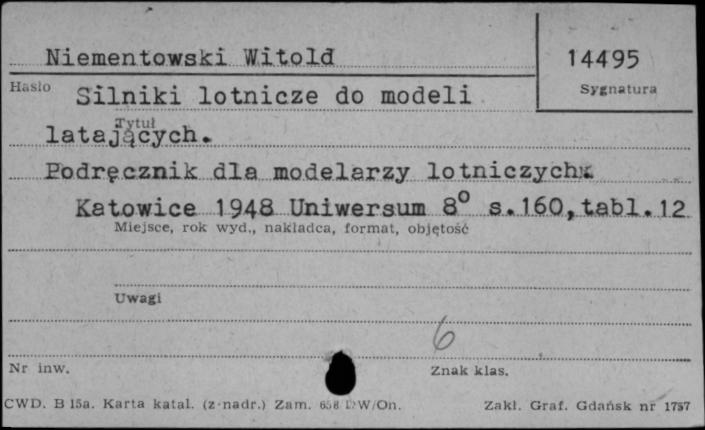 Niementowski Witold
14495
Hasło
Sygnatura
Silniki lotnicze do modeli
Tytuł
latających.
Podręcznik dla modelarzy lotniczych.
Katowice 1948 Uniwersum 8° s.160,tabl.12
Miejsce, rok wyd., nakładca, format, objętość
Uwagi
6
Nr inw.
Znak klas.
CWD. B 15a. Karta katal. (z nadr.) Zam. 658 DW/On.
Zakł. Graf. Gdańsk nr 1757